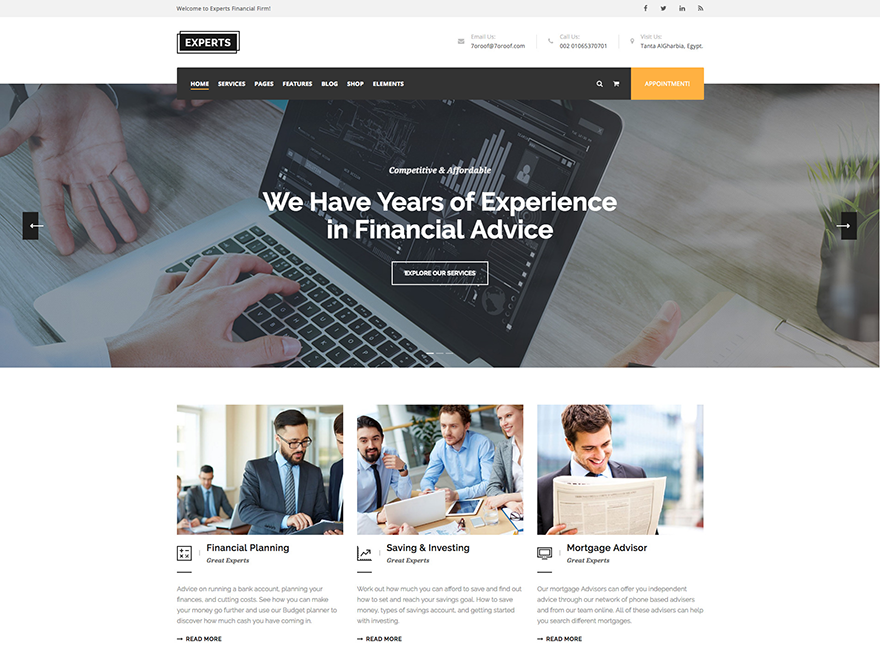 Welcome to Experts Financial Firm!
EXPERTS
Email Us:
7oroof@7oroof.com
Call Us:
002 01065370701
Visit Us:
Tanta AlGharbia, Egypt.
HOME SERVICES PAGES FEATURES BLOG SHOP ELEMENTS
APPOINTMENT!
Competitive & Affordable
We Have Years of Experience
in Financial Advice
EXPLORE OUR SERVICES
Financial Planning
Great Experts
Advice on running a bank account, planning your
finances, and cutting costs. See how you can make
your money go further and use our Budget planner to
discover how much cash you have coming in.
READ MORE
Saving & Investing
Great Experts
Work out how much you can afford to save and find out
how to set and reach your savings goal. How to save
money, types of savings account, and getting started
with investing.
READ MORE
Mortgage Advisor
Great Experts
Our mortgage Advisors can offer you independent
advice through our network of phone based advisers
and from our team online. All of these advisers can help
you search different mortgages.
READ MORE